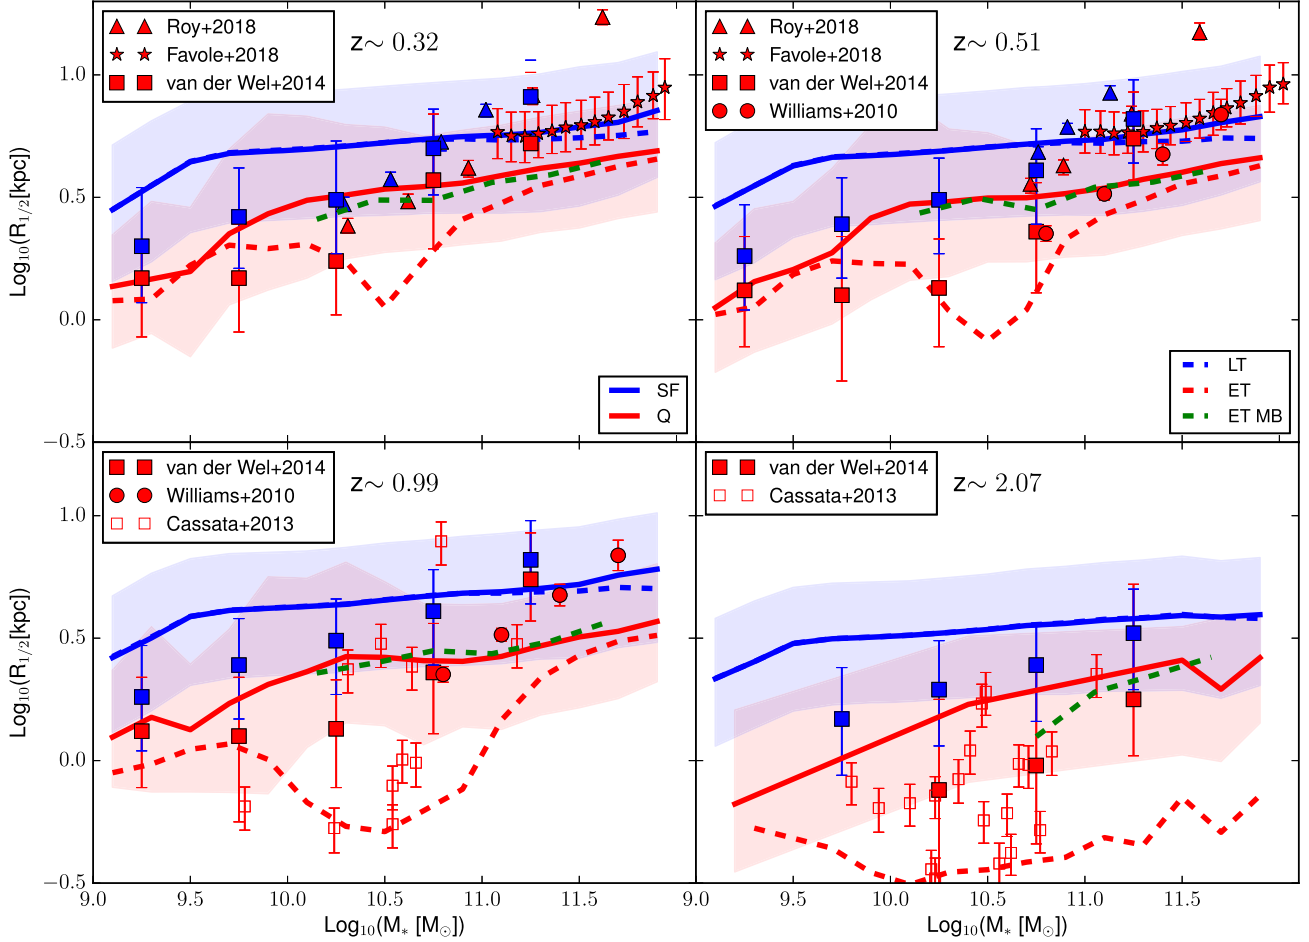 Roy+2018
Favole+2018
van der Wel+2014
z~ 0.32
Roy+2018
Favole+2018
van der Wel+2014
Williams+2010
z~ 0.51
1.0
0.5
0.0
−0.5
Log10(R1/2[kpc])
SF
Q
LT
ET
ET MB
van der Wel+2014
Williams+2010
Cassata+2013
z~ 0.99
van der Wel+2014
Cassata+2013
z~ 2.07
1.0
0.5
0.0
−0.5
Log10(R1/2[kpc])
9.0 9.5 10.0 10.5 11.0 11.5 9.0 9.5 10.0 10.5 11.0 11.5
Log10(M* [M⊙]) Log10(M* [M⊙])